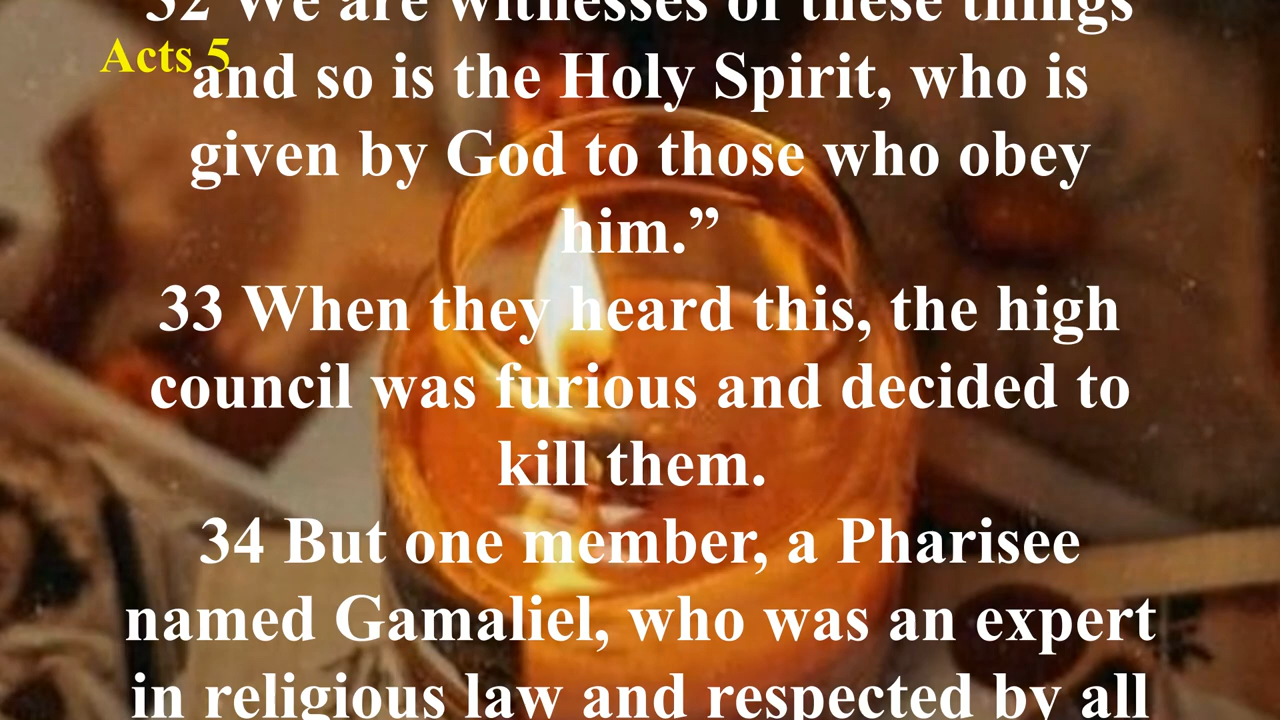 32 We are witnesses of these things
Acts 5
and so is the Holy Spirit, who is
given by God to those who obey
him.”
33 When they heard this, the high
council was furious and decided to
kill them.
34 But one member, a Pharisee
named Gamaliel, who was an expert
in religious law and respected by all